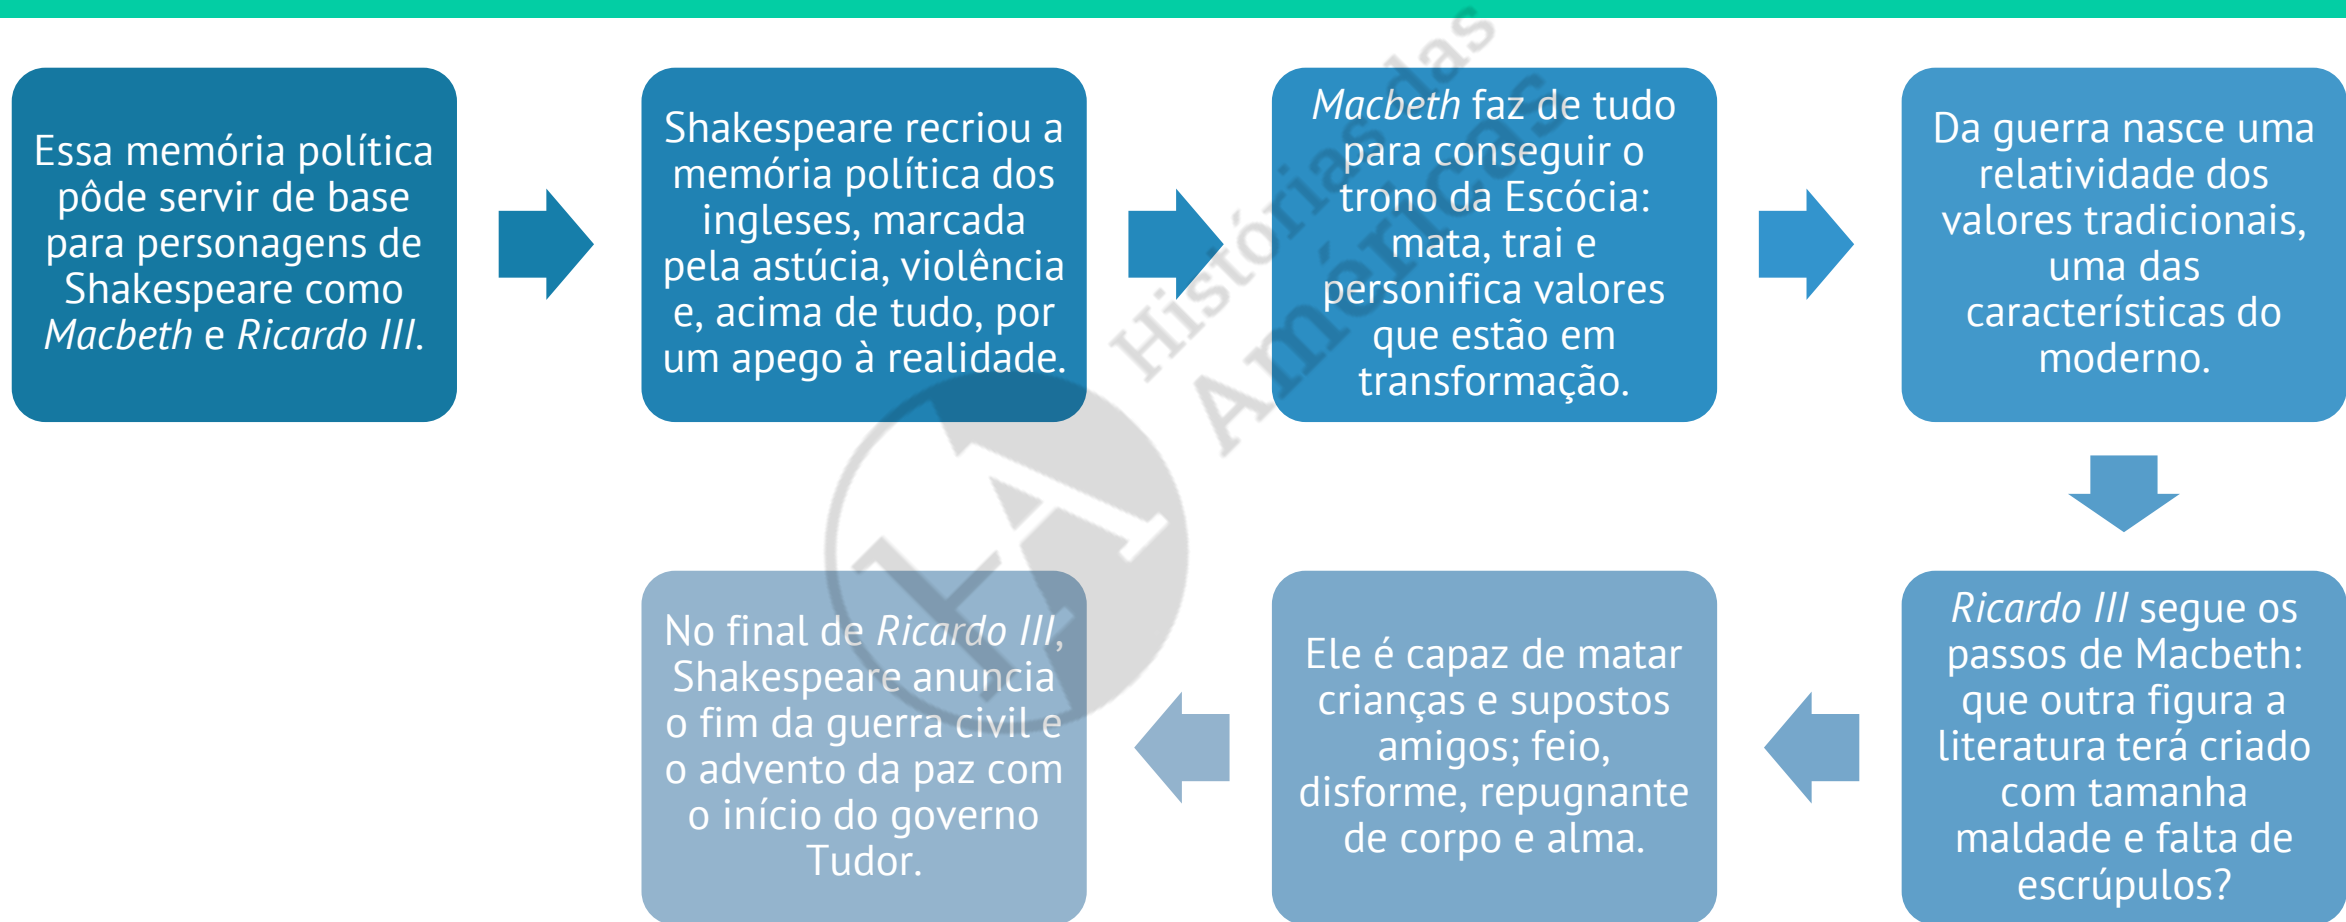 Essa memória política
pôde servir de base
para personagens de
Shakespeare como
Macbeth e Ricardo III.
Shakespeare recriou a
memória política dos
ingleses, marcada
pela astúcia, violência
e, acima de tudo, por
um apego à realidade.
Macbeth faz de tudo
para conseguir o
trono da Escócia:
mata, trai e
personifica valores
que estão em
transformação.
Da guerra nasce uma
relatividade dos
valores tradicionais,
uma das
características do
moderno.
Ricardo III segue os
passos de Macbeth:
que outra figura a
literatura terá criado
com tamanha
maldade e falta de
escrúpulos?
Ele é capaz de matar
crianças e supostos
amigos; feio,
disforme, repugnante
de corpo e alma.
No final de Ricardo III,
Shakespeare anuncia
o fim da guerra civil e
o advento da paz com
o início do governo
Tudor.
Histórias das
Américas
HA